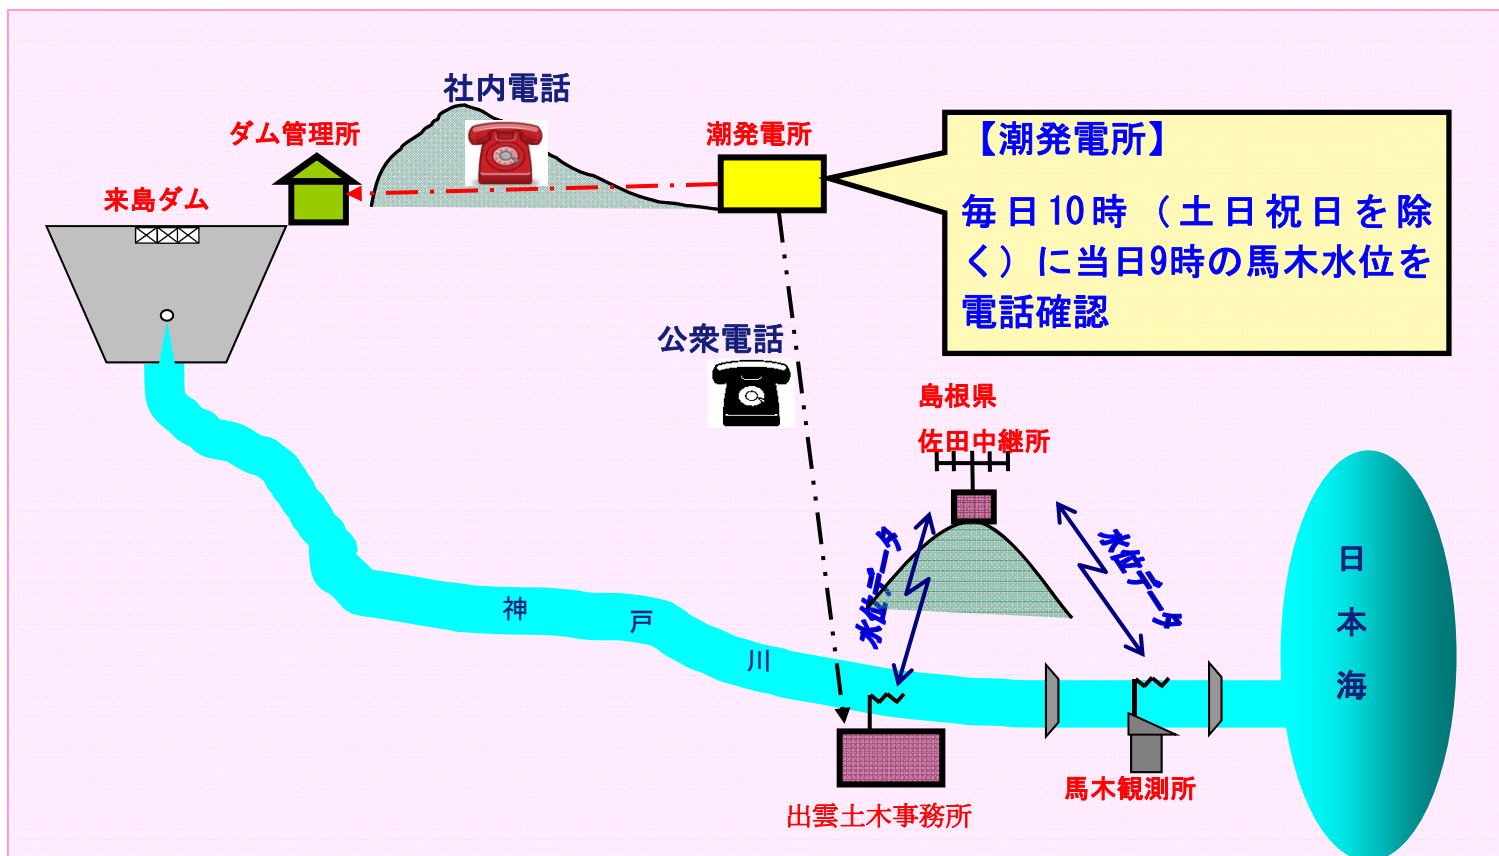 社内電話
ダム管理所
潮発電所
来島ダム
【潮発電所】
毎日10時（土日祝日を除
く）に当日9時の馬木水位を
電話確認
公衆電話
島根県
佐田中継所
水位データ
水位データ
神戸川
日本海
馬木観測所
出雲土木事務所